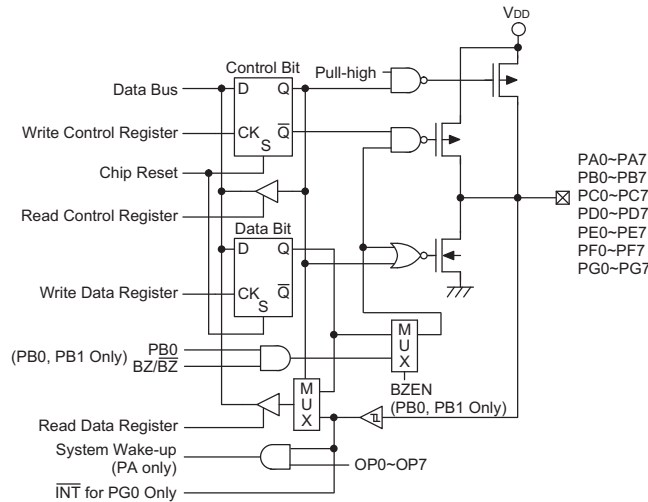 VDD
Control Bit
Pull-high
Data Bus
D
Q
Write Control Register
CK
Q̅
S
Chip Reset
Read Control Register
Data Bit
D
Q
Write Data Register
CK
Q̅
S
PA0~PA7
PB0~PB7
PC0~PC7
PD0~PD7
PE0~PE7
PF0~PF7
PG0~PG7
PB0
(PB0, PB1 Only)
BZ/B̅Z̅
MUX
BZEN
(PB0, PB1 Only)
MUX
Read Data Register
System Wake-up
(PA only)
OP0~OP7
I̅N̅T̅ for PG0 Only